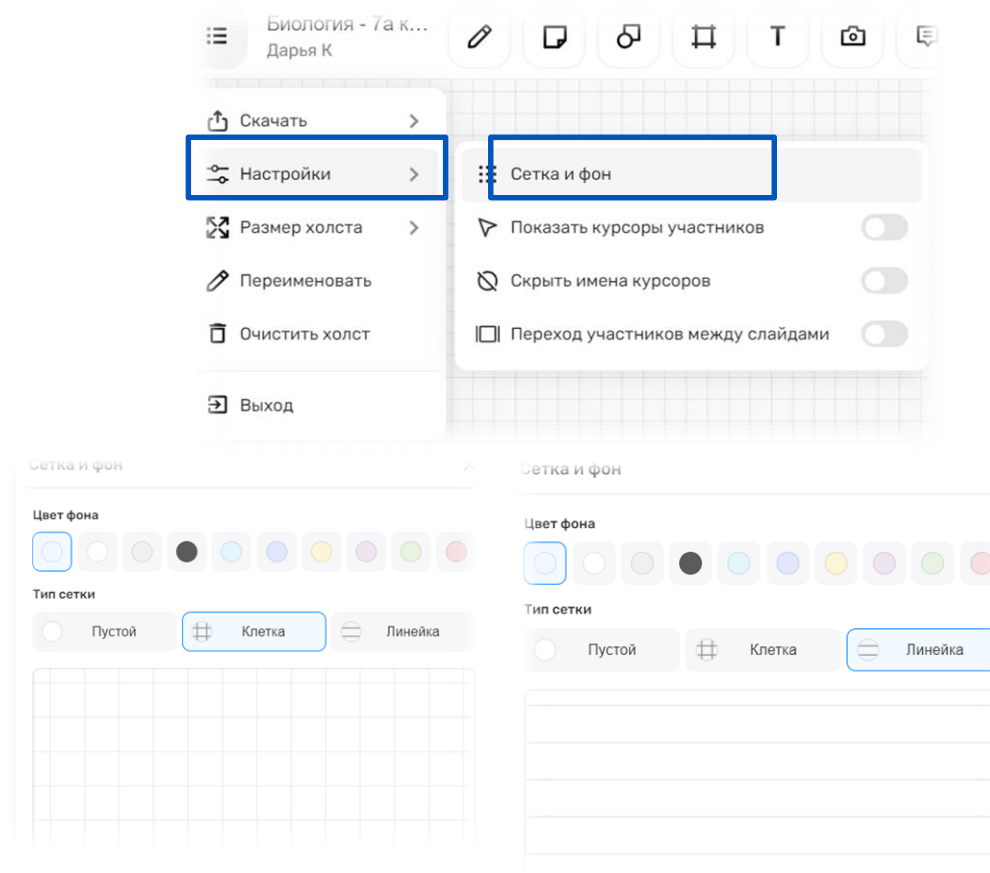 Биология - 7а к...
Дарья К
T
Скачать
Настройки
Размер холста
Переименовать
Очистить холст
Выход
Сетка и фон
Показать курсоры участников
Скрыть имена курсоров
Переход участников между слайдами
Сетка и фон
Цвет фона
Тип сетки
Пустой
Клетка
Линейка
Сетка и фон
Цвет фона
Тип сетки
Пустой
Клетка
Линейка